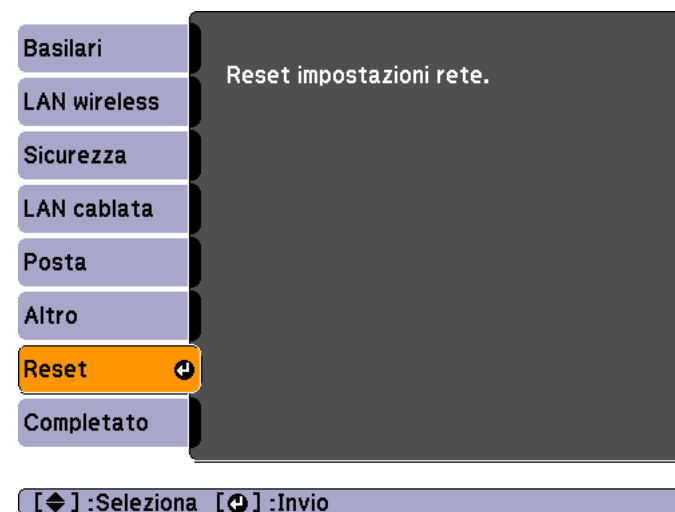 Basilari
LAN wireless
Sicurezza
LAN cablata
Posta
Altro
Reset
Completato
Reset impostazioni rete.
[◆] :Seleziona [⏎] :Invio